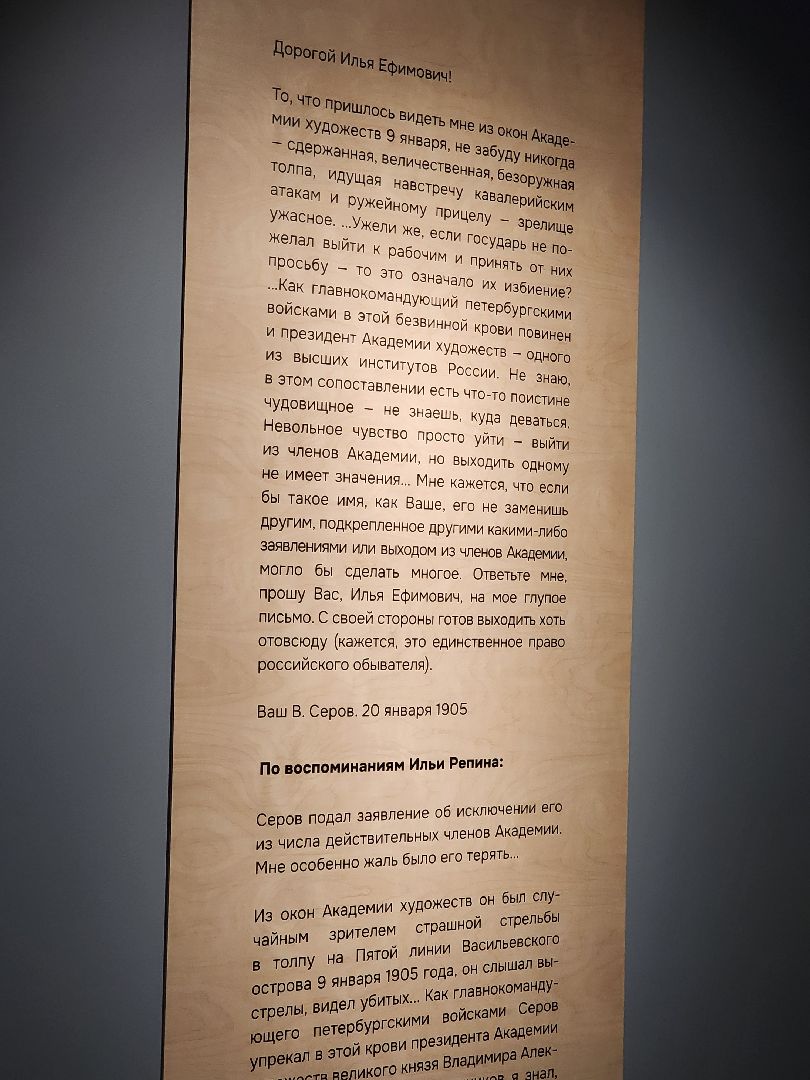 Дорогой Илья Ефимович!
То, что пришлось видеть мне из окон Акаде-
мии художеств 9 января, не забуду никогда
– сдержанная, величественная, безоружная
толпа, идущая навстречу кавалерийским
атакам и ружейному прицелу – зрелище
ужасное. ...Ужели же, если государь не по-
желал выйти к рабочим и принять от них
просьбу – то это означало их избиение?
...Как главнокомандующий петербургскими
войсками в этой безвинной крови повинен
и президент Академии художеств – одного
из высших институтов России. Не знаю,
в этом сопоставлении есть что-то поистине
чудовищное – не знаешь, куда деваться.
Невольное чувство просто уйти – выйти
из членов Академии, но выходить одному
не имеет значения... Мне кажется, что если
бы такое имя, как Ваше, его не заменишь
другим, подкрепленное другими какими-либо
заявлениями или выходом из членов Академии,
могло бы сделать многое. Ответьте мне,
прошу Вас, Илья Ефимович, на мое глупое
письмо. С своей стороны готов выходить хоть
отовсюду (кажется, это единственное право
российского обывателя).
Ваш В. Серов. 20 января 1905
По воспоминаниям Ильи Репина:
Серов подал заявление об исключении его
из числа действительных членов Академии.
Мне особенно жаль было его терять...
Из окон Академии художеств он был слу-
чайным зрителем страшной стрельбы
в толпу на Пятой линии Васильевского
острова 9 января 1905 года, он слышал вы-
стрелы, видел убитых... Как главнокоманду-
ющего петербургскими войсками Серов
упрекал в этой крови президента Академии
великого князя Владимира Алек-
я знал,